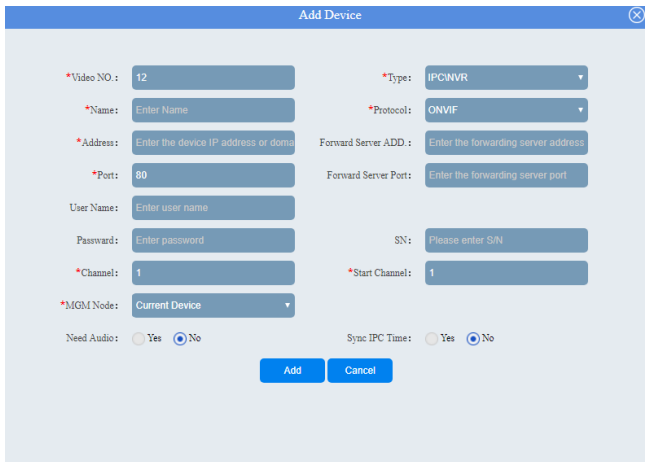 Add Device
*Video NO.: 12 *Type: IPC\NVR
*Name: Enter Name *Protocol: ONVIF
*Address: Enter the device IP address or doma Forward Server ADD.: Enter the forwarding server address
*Port: 80 Forward Server Port: Enter the forwarding server port
User Name: Enter user name
Password: Enter password SN: Please enter S/N
*Channel: 1 *Start Channel: 1
*MGM Node: Current Device
Need Audio: Yes No Sync IPC Time: Yes No
Add Cancel